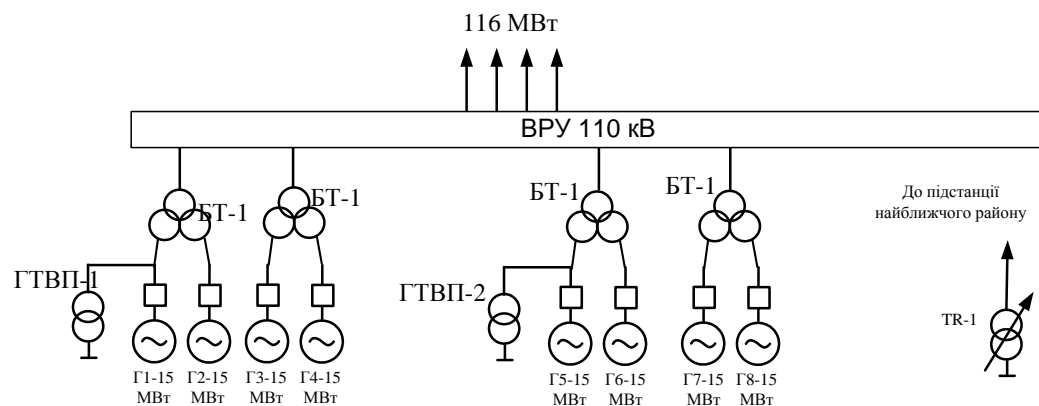 116 МВт
ВРУ 110 кВ
БТ-1
БТ-1
БТ-1
БТ-1
До підстанції
найближчого району
ГТВП-1
ГТВП-2
TR-1
Г1-15
МВт
Г2-15
МВт
Г3-15
МВт
Г4-15
МВт
Г5-15
МВт
Г6-15
МВт
Г7-15
МВт
Г8-15
МВт